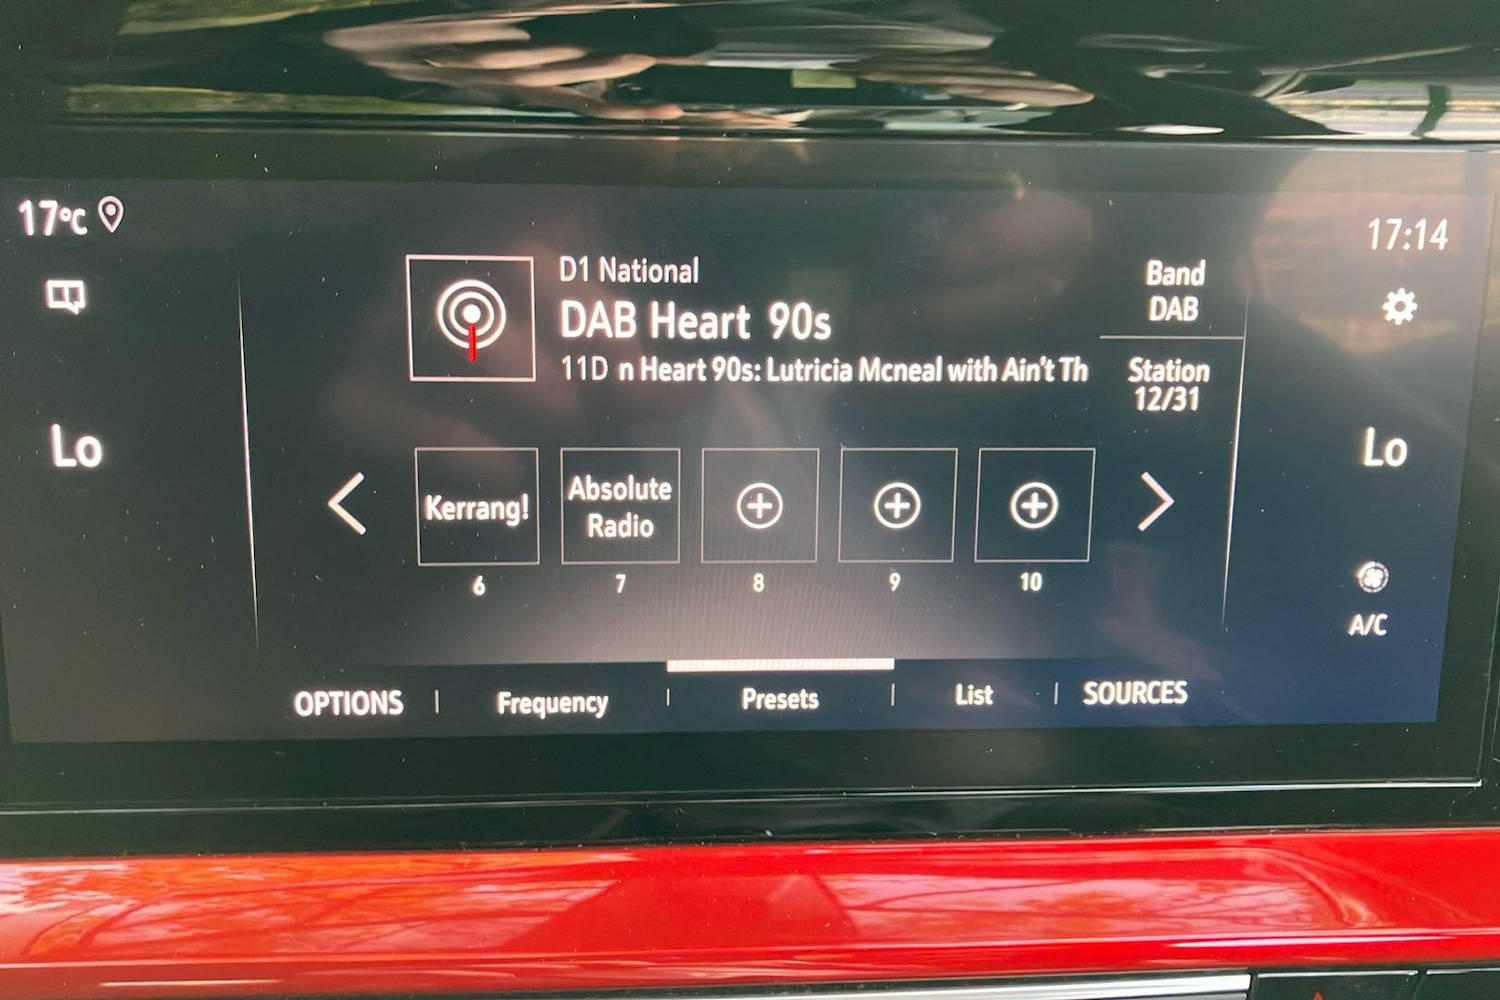 17°C
17:14
D1 National
DAB Heart 90s
11D n Heart 90s: Lutricia Mcneal with Ain't Th
Band
DAB
Station
12/31
Lo
Lo
Kerrang!
Absolute
Radio
6
7
8
9
10
A/C
OPTIONS
Frequency
Presets
List
SOURCES